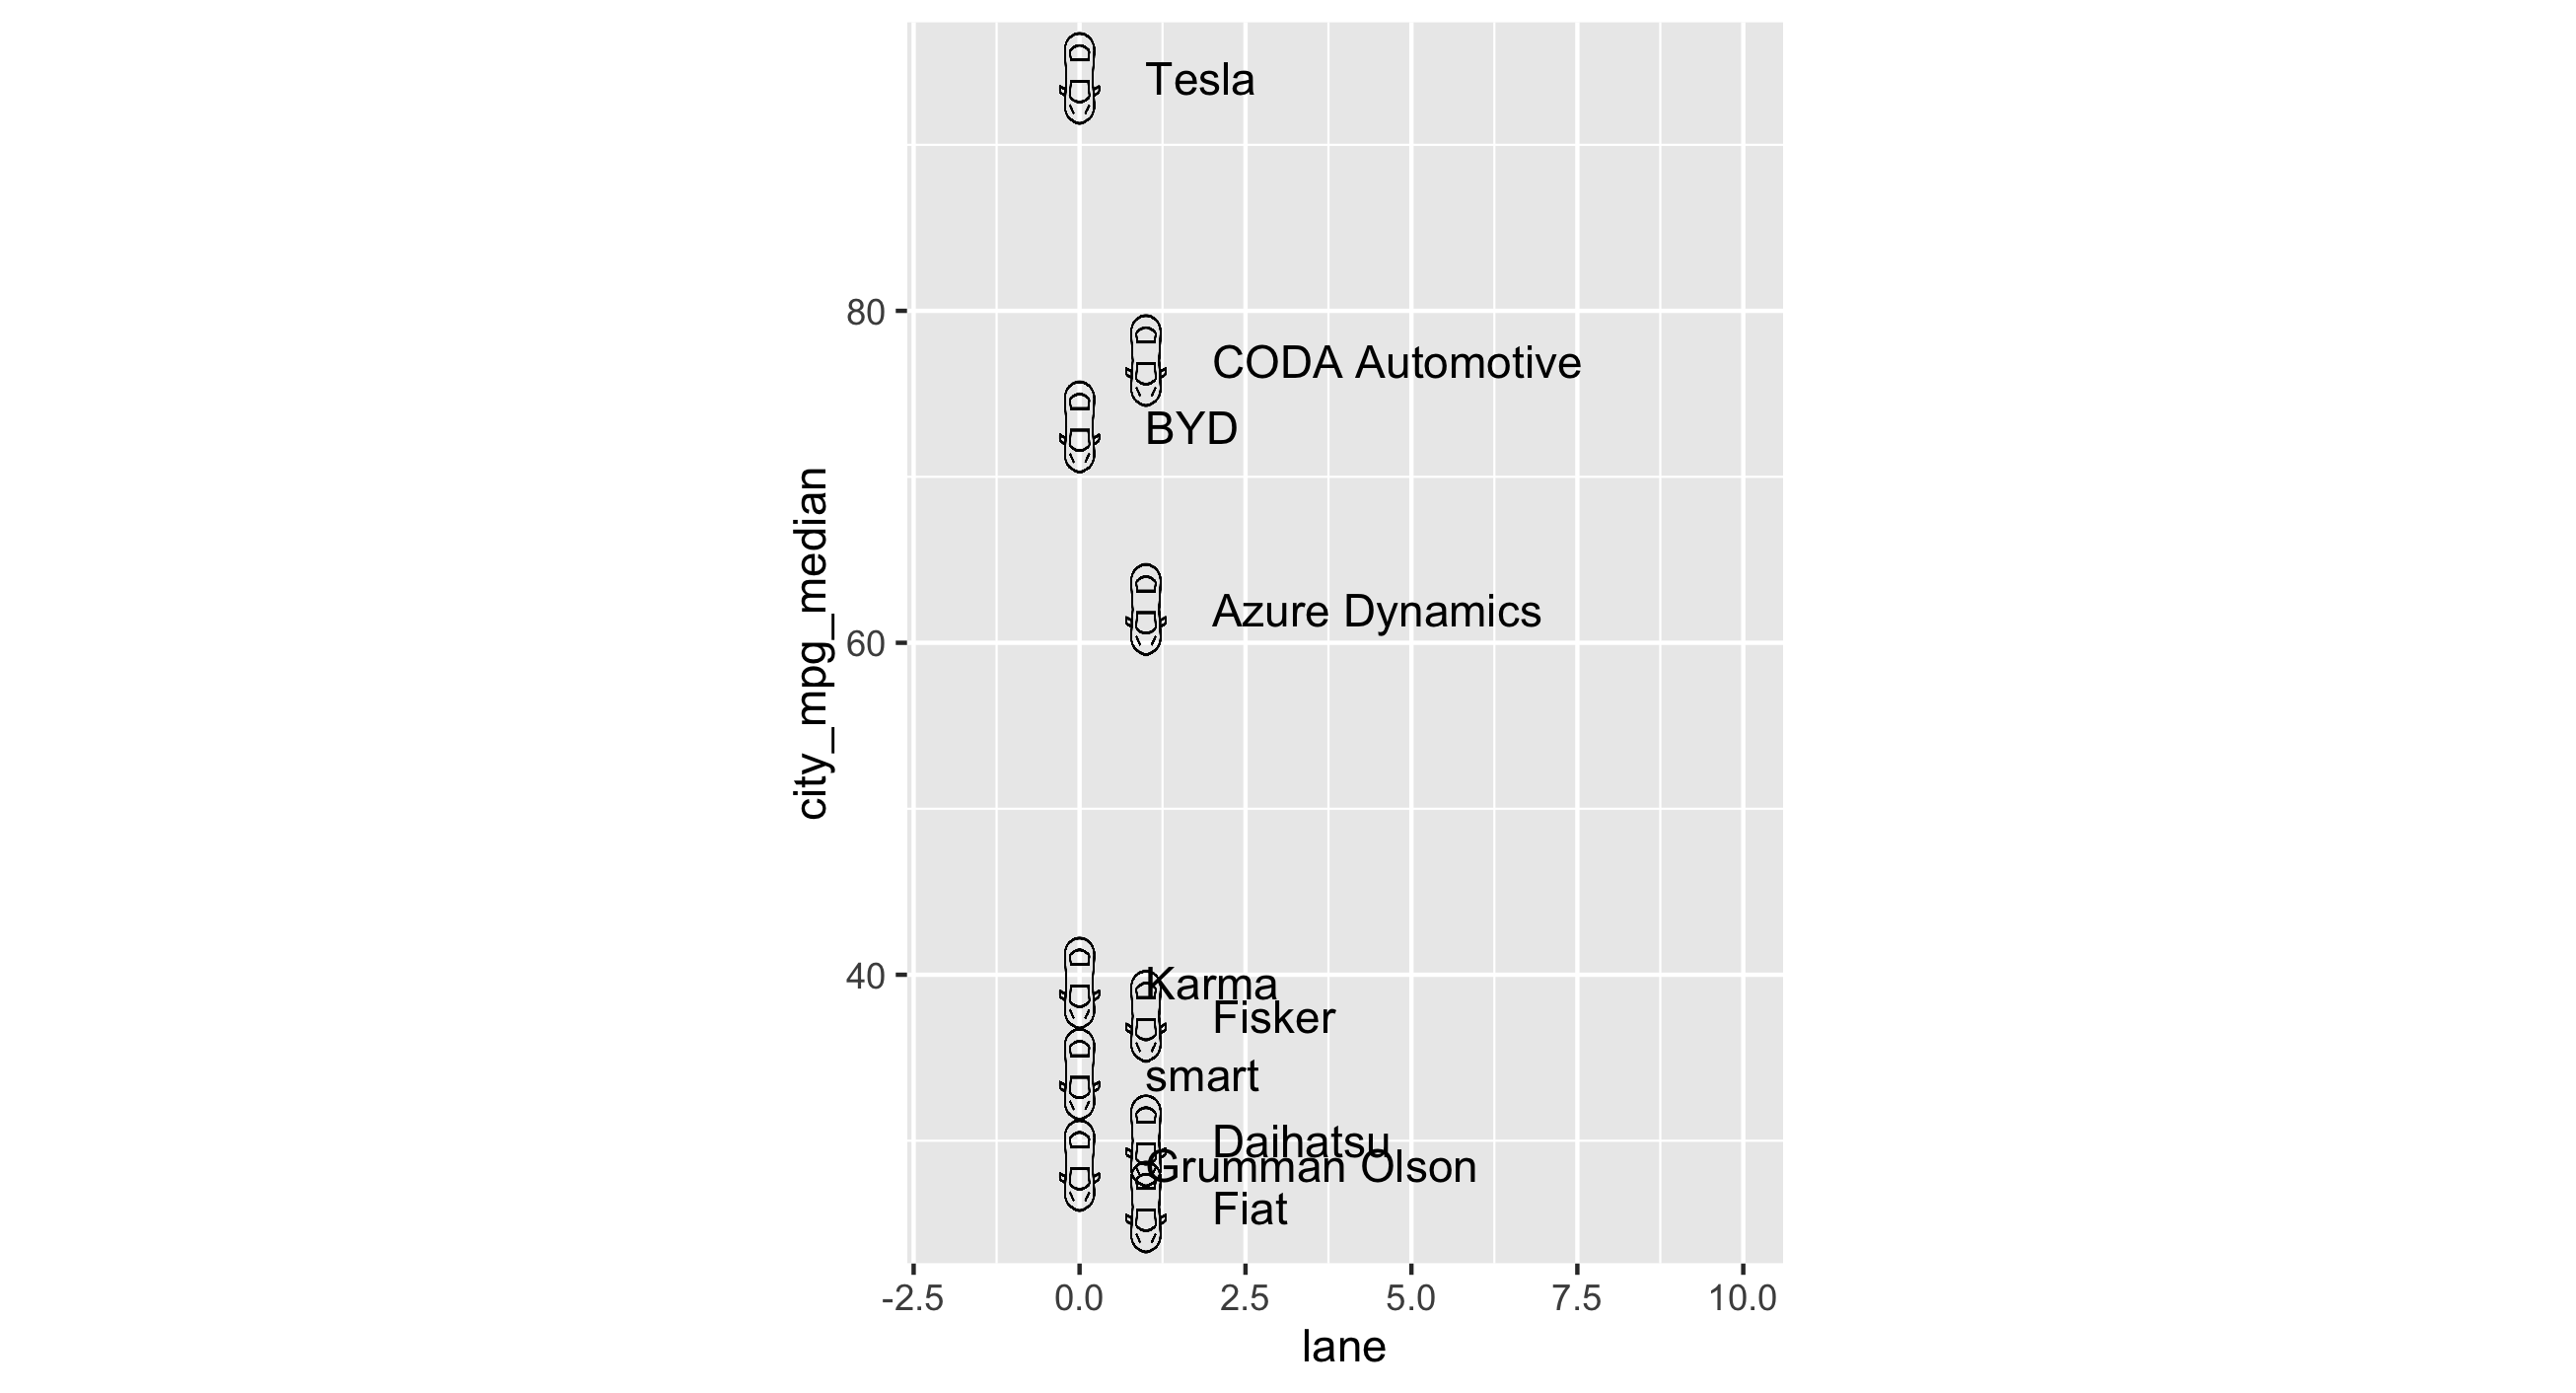 Tesla
80
CODA Automotive
BYD
city_mpg_median
Azure Dynamics
60
40
Karma
Fisker
smart
Daihatsu
Grumman Olson
Fiat
-2.5 0.0 2.5 5.0 7.5 10.0
lane